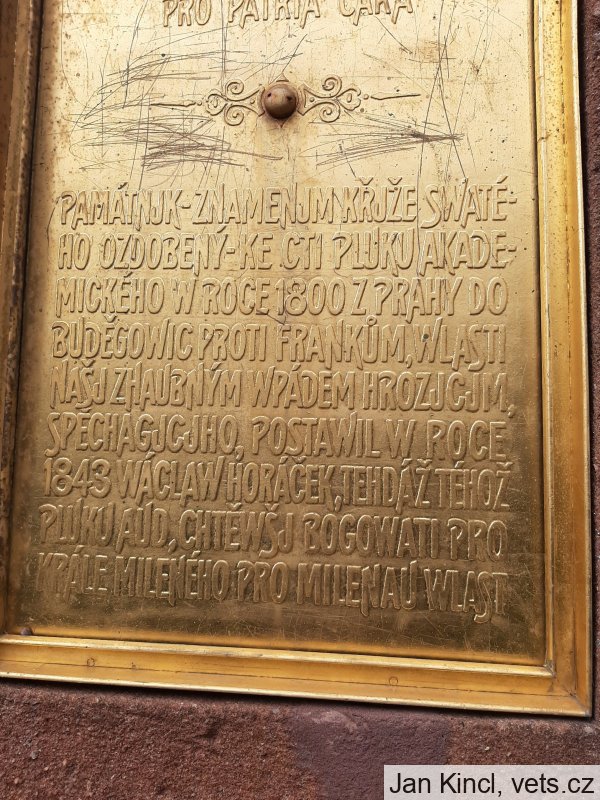 PRO PATRIA CARA
PAMÁTNJK-ZNAMENJM KŘJŽE SWATÉ-
HO OZDOBENÝ-KE CTI PLUKU AKADE-
MICKÉHO W ROCE 1800 Z PRAHY DO
BUDĚGOWIC PROTI FRANKŮM, WLASTI
NAŠJ ZHAUBNÝM WPÁDEM HROZJCJM,
SPĚCHAGJCJHO, POSTAWIL W ROCE
1843 WÁCLAW HORÁČEK, TEHDÁŽ TÉHOŽ
PLUKU AUD, CHTĚWŠJ BOGOWATI PRO
KRÁLE MILENÉHO PRO MILENAU WLAST
Jan Kincl, vets.cz